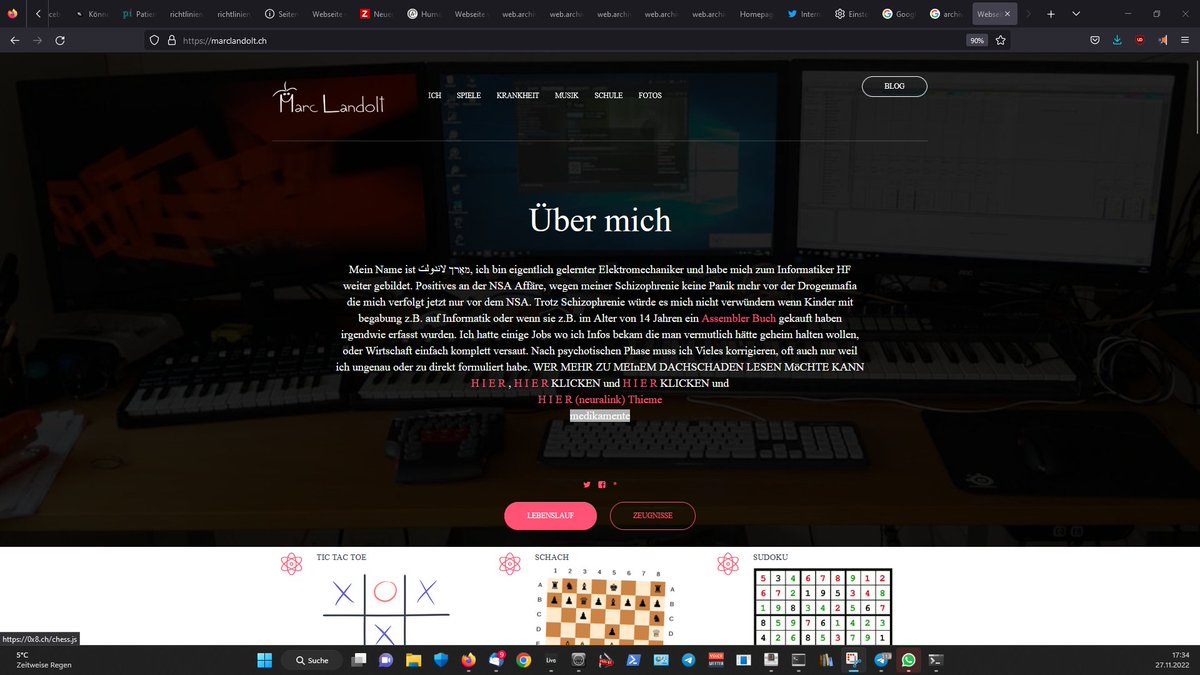 ceb
Könnc
pi Patien
richtlinien.
richtlinien.
Seiten
Webseite
Z Neue
Huma
Webseite
web.archi
web.archi
web.archi
web.archi
web.archi
Homepag
Intern
Einste
G Goog
G archiv
Webseit ×
https://marclandolt.ch
90%
Marc Landolt
ICH SPIELE KRANKHEIT MUSIK SCHULE FOTOS
BLOG
Über mich
Mein Name ist מארך لاندولت, ich bin eigentlich gelernter Elektromechaniker und habe mich zum Informatiker HF
weiter gebildet. Positives an der NSA Affäre, wegen meiner Schizophrenie keine Panik mehr vor der Drogenmafia
die mich verfolgt jetzt nur vor dem NSA. Trotz Schizophrenie würde es mich nicht verwündern wenn Kinder mit
begabung z.B. auf Informatik oder wenn sie z.B. im Alter von 14 Jahren ein Assembler Buch gekauft haben
irgendwie erfasst wurden. Ich hatte einige Jobs wo ich Infos bekam die man vermutlich hätte geheim halten wollen,
oder Wirtschaft einfach komplett versaut. Nach psychotischen Phase muss ich Vieles korrigieren, oft auch nur weil
ich ungenau oder zu direkt formuliert habe. WER MEHR ZU MEInEM DACHSCHADEN LESEN MöCHTE KANN
H I E R , H I E R KLICKEN und H I E R KLICKEN und
H I E R (neuralink) Thieme
medikamente
LEBENSLAUF
ZEUGNISSE
TIC TAC TOE
SCHACH
SUDOKU
X O X
X
1 2 3 4 5 6 7 8
A A
B B
C C
D D
5 3 4 6 7 8 9 1 2
6 7 2 1 9 5 3 4 8
1 9 8 3 4 2 5 6 7
8 5 9 7 6 1 4 2 3
4 2 6 8 5 3 7 9 1
https://0x8.ch/chess.js
5°C
Zeitweise Regen
Suche
Live
17:34
27.11.2022